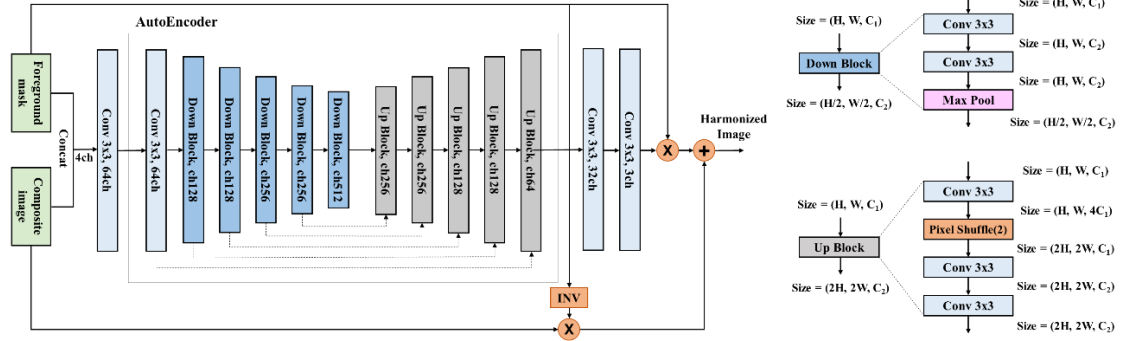 AutoEncoder
Foreground
mask
Composite
image
Concat
4ch
Conv 3x3, 64ch
Conv 3x3, 64ch
Down Block, ch128
Down Block, ch128
Down Block, ch256
Down Block, ch256
Down Block, ch512
Up Block, ch256
Up Block, ch256
Up Block, ch128
Up Block, ch128
Up Block, ch64
Conv 3x3, 32ch
Conv 3x3, 3ch
X
+
Harmonized
Image
INV
X
Size = (H, W, C₁)
Down Block
Size = (H/2, W/2, C₂)
Size = (H, W, C₁)
Conv 3x3
Size = (H, W, C₂)
Conv 3x3
Size = (H, W, C₂)
Max Pool
Size = (H/2, W/2, C₂)
Size = (H, W, C₁)
Up Block
Size = (2H, 2W, C₂)
Size = (H, W, C₁)
Conv 3x3
Size = (H, W, 4C₁)
Pixel Shuffle(2)
Size = (2H, 2W, C₁)
Conv 3x3
Size = (2H, 2W, C₂)
Conv 3x3
Size = (2H, 2W, C₂)